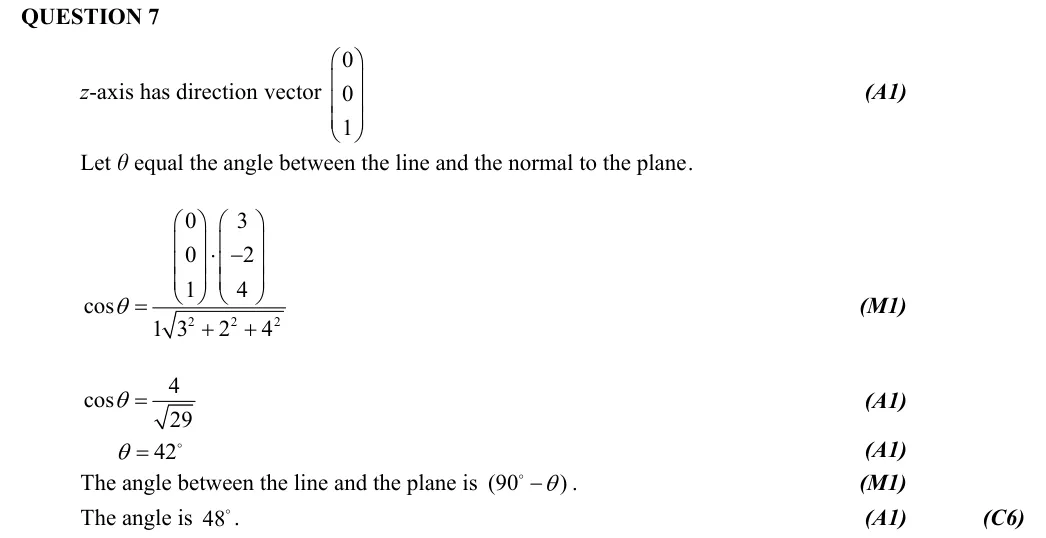 QUESTION 7
z-axis has direction vector (0 0 1) (A1)
Let θ equal the angle between the line and the normal to the plane.
cosθ = (0 0 1) · (3 −2 4) / 1√3² + 2² + 4² (M1)
cosθ = 4/√29 (A1)
θ = 42° (A1)
The angle between the line and the plane is (90° − θ). (M1)
The angle is 48°. (A1) (C6)